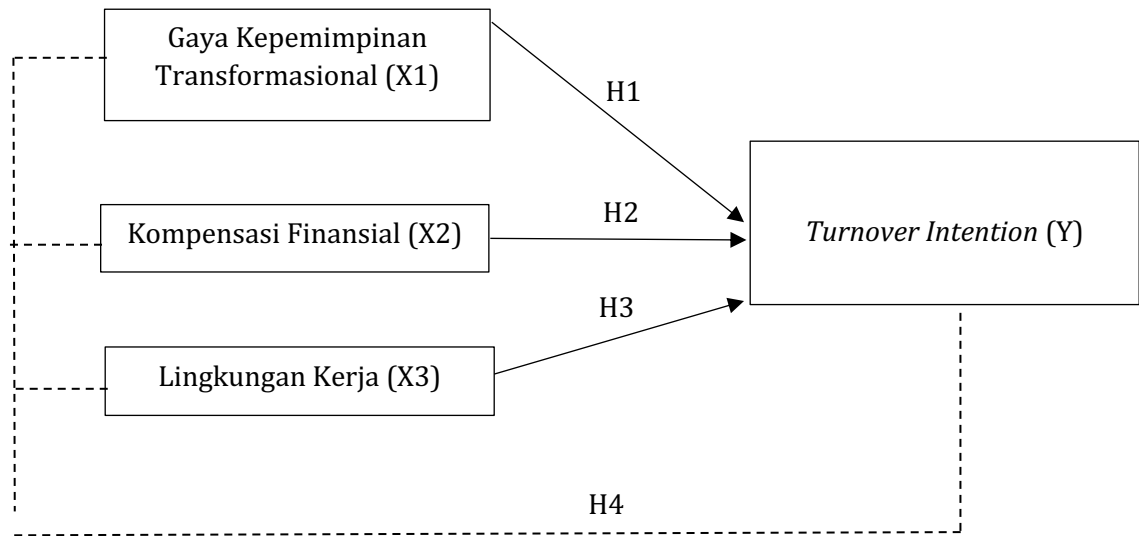 Gaya Kepemimpinan
Transformasional (X1)
H1
H2
Kompensasi Finansial (X2)
Turnover Intention (Y)
H3
Lingkungan Kerja (X3)
H4